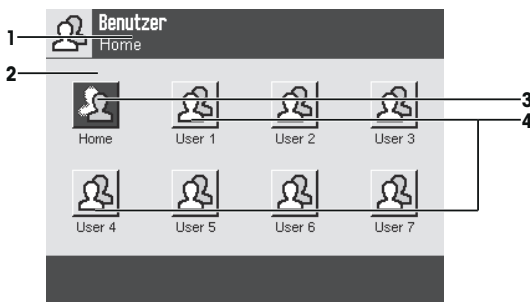 Benutzer
1 Home
2
3
4
Home User 1 User 2 User 3
User 4 User 5 User 6 User 7